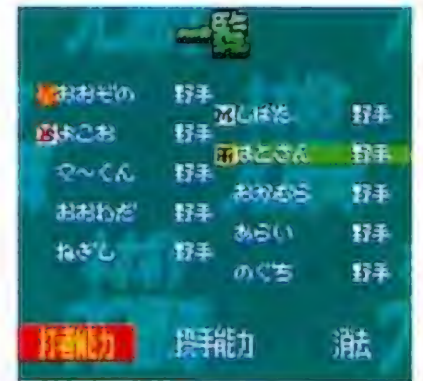 一覧
おおぞの 野手
よこお 野手
や〜くん 野手
おおわだ 野手
ねぎし 野手
しばた 野手
はとさん 野手
おかむら 野手
あらい 野手
のぐち 野手
打者能力 投手能力 消去